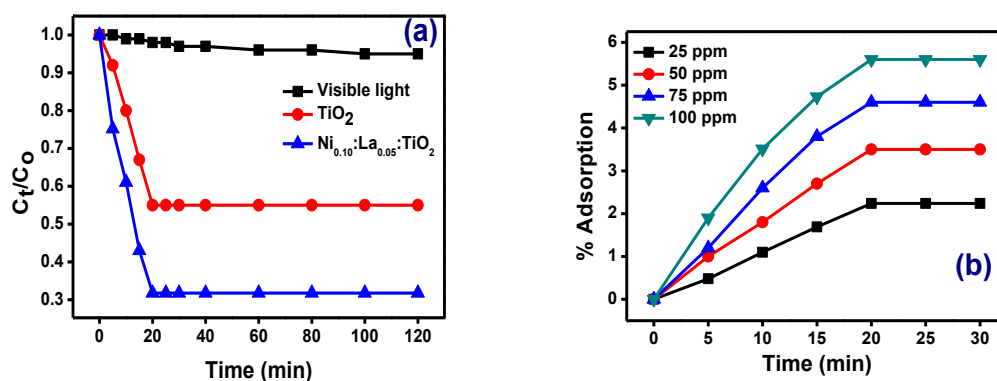 (a)
C_t/C_o
1.0
0.9
0.8
0.7
0.6
0.5
0.4
0.3
Visible light
TiO₂
Ni₀.₁₀:La₀.₀₅:TiO₂
0 20 40 60 80 100 120
Time (min)
% Adsorption
6
5
4
3
2
1
0
25 ppm
50 ppm
75 ppm
100 ppm
(b)
0 5 10 15 20 25 30
Time (min)